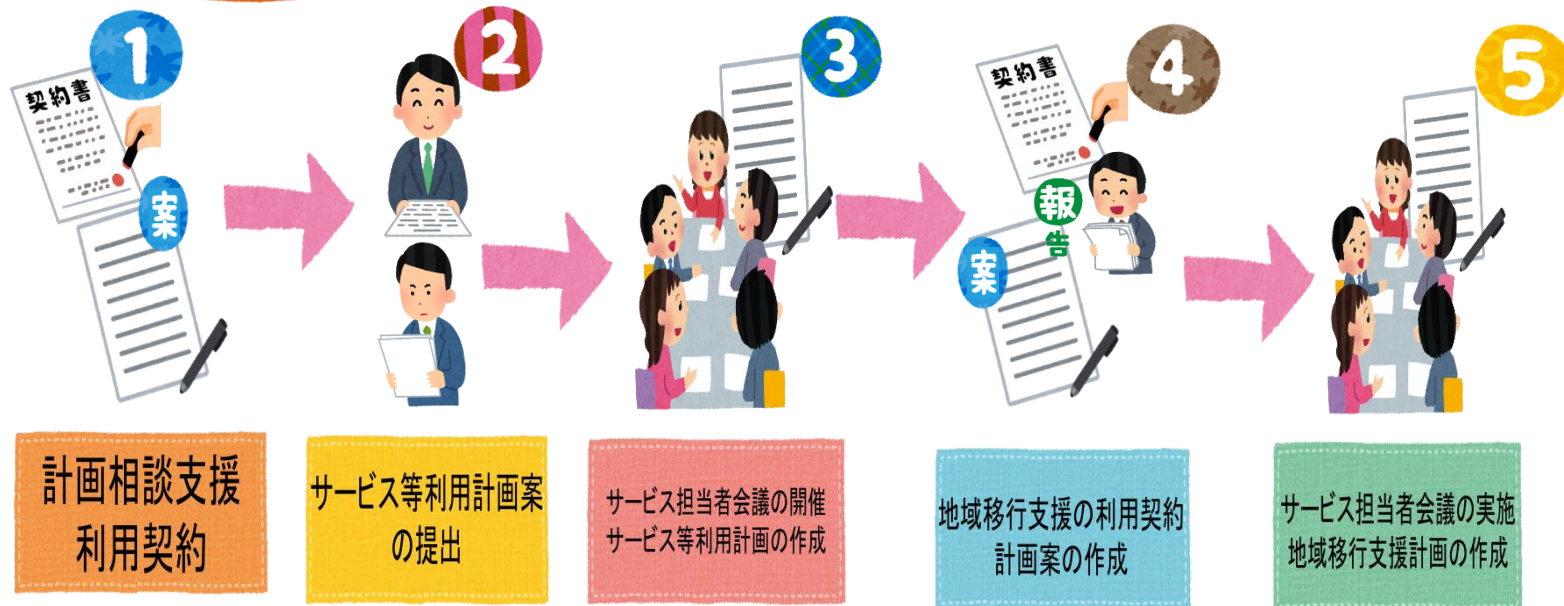 1
契約書
案
2
3
4
契約書
報告
案
5
計画相談支援
利用契約
サービス等利用計画案
の提出
サービス担当者会議の開催
サービス等利用計画の作成
地域移行支援の利用契約
計画案の作成
サービス担当者会議の実施
地域移行支援計画の作成